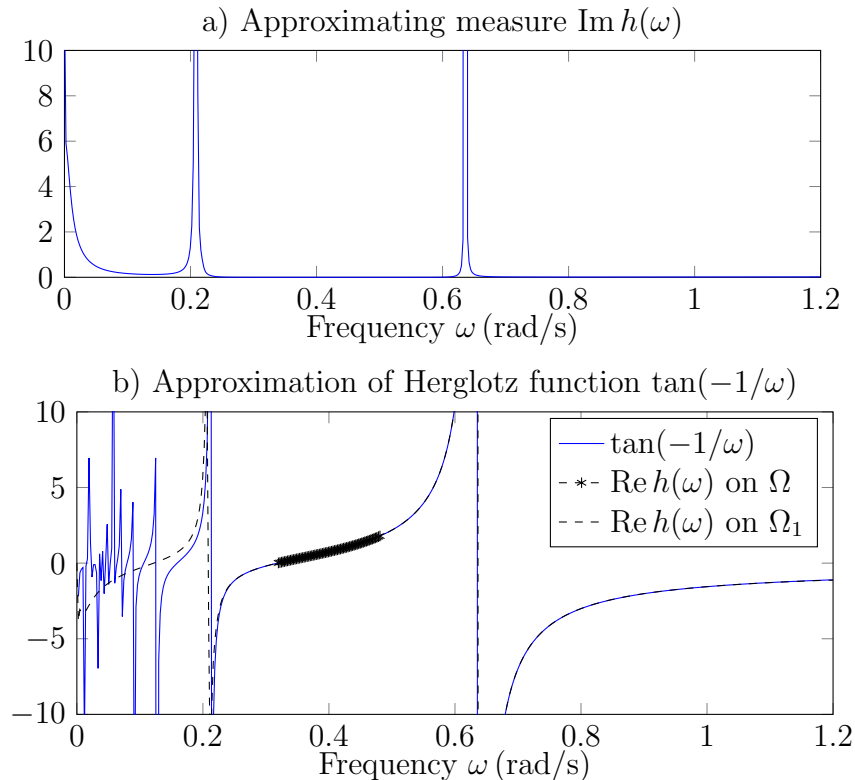 a) Approximating measure Im h(ω)
10
8
6
4
2
0
0 0.2 0.4 0.6 0.8 1 1.2
Frequency ω (rad/s)
b) Approximation of Herglotz function tan(−1/ω)
10
5
0
−5
−10
tan(−1/ω)
Re h(ω) on Ω
Re h(ω) on Ω₁
0 0.2 0.4 0.6 0.8 1 1.2
Frequency ω (rad/s)